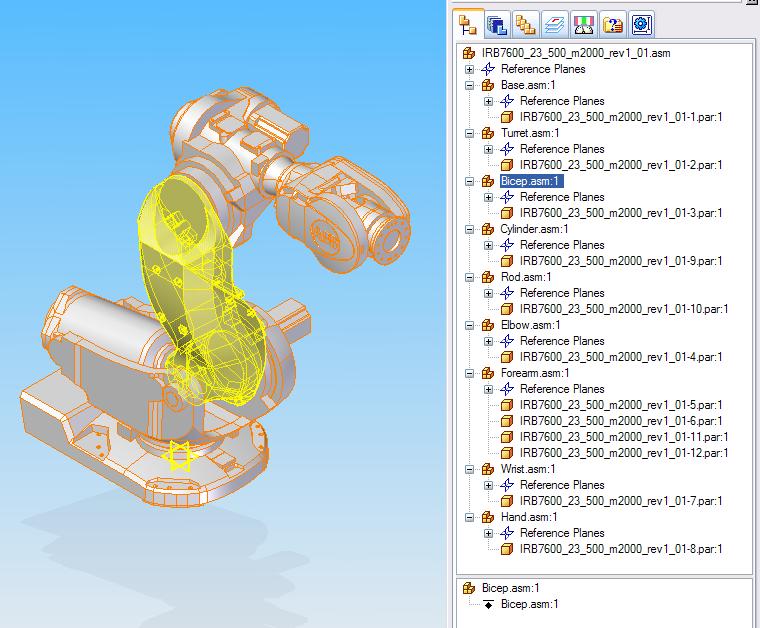 IRB7600_23_500_m2000_rev1_01.asm
Reference Planes
Base.asm:1
Reference Planes
IRB7600_23_500_m2000_rev1_01-1.par:1
Turret.asm:1
Reference Planes
IRB7600_23_500_m2000_rev1_01-2.par:1
Bicep.asm:1
Reference Planes
IRB7600_23_500_m2000_rev1_01-3.par:1
Cylinder.asm:1
Reference Planes
IRB7600_23_500_m2000_rev1_01-9.par:1
Rod.asm:1
Reference Planes
IRB7600_23_500_m2000_rev1_01-10.par:1
Elbow.asm:1
Reference Planes
IRB7600_23_500_m2000_rev1_01-4.par:1
Forearm.asm:1
Reference Planes
IRB7600_23_500_m2000_rev1_01-5.par:1
IRB7600_23_500_m2000_rev1_01-6.par:1
IRB7600_23_500_m2000_rev1_01-11.par:1
IRB7600_23_500_m2000_rev1_01-12.par:1
Wrist.asm:1
Reference Planes
IRB7600_23_500_m2000_rev1_01-7.par:1
Hand.asm:1
Reference Planes
IRB7600_23_500_m2000_rev1_01-8.par:1
Bicep.asm:1
Bicep.asm:1